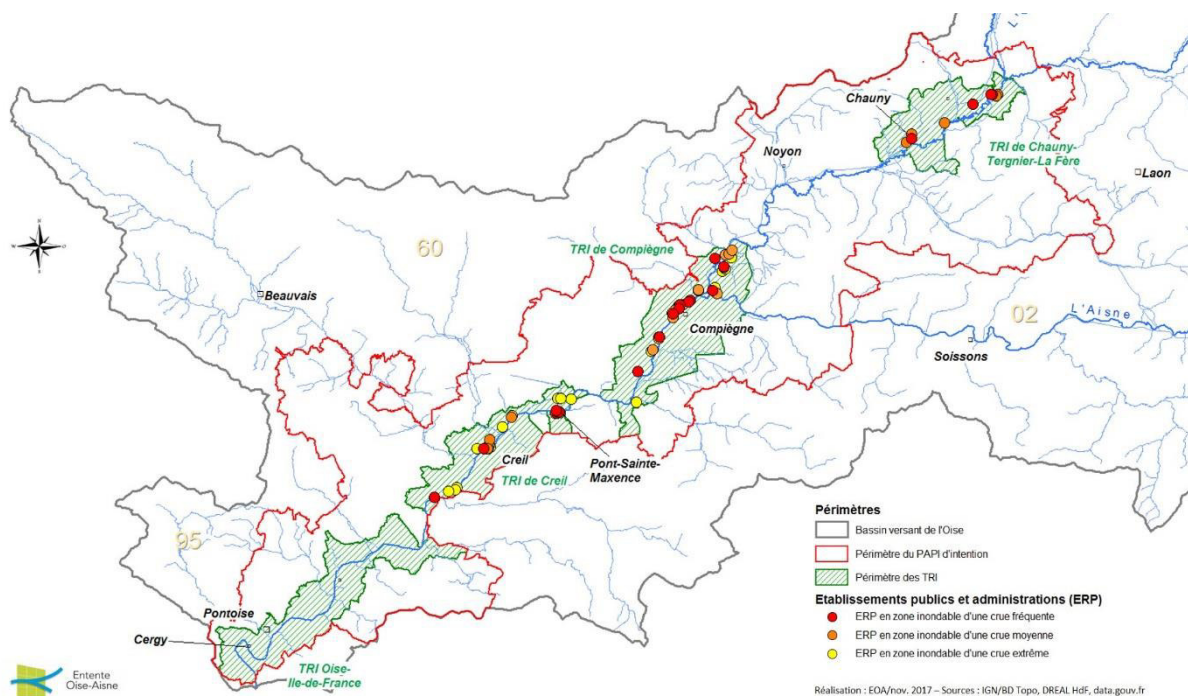 Chauny
TRI de Chauny-
Tergnier-La Fère
Noyon
Laon
TRI de Compiègne
60
Beauvais
02
L'Aisne
Compiègne
Soissons
Creil
Pont-Sainte-
Maxence
TRI de Creil
95
Pontoise
Cergy
TRI Oise-
Ile-de-France
Périmètres
Bassin versant de l'Oise
Périmètre du PAPI d'intention
Périmètre des TRI
Etablissements publics et administrations (ERP)
ERP en zone inondable d'une crue fréquente
ERP en zone inondable d'une crue moyenne
ERP en zone inondable d'une crue extrême
Entente
Oise-Aisne
Réalisation : EOA/nov. 2017 – Sources : IGN/BD Topo, DREAL HdF, data.gouv.fr